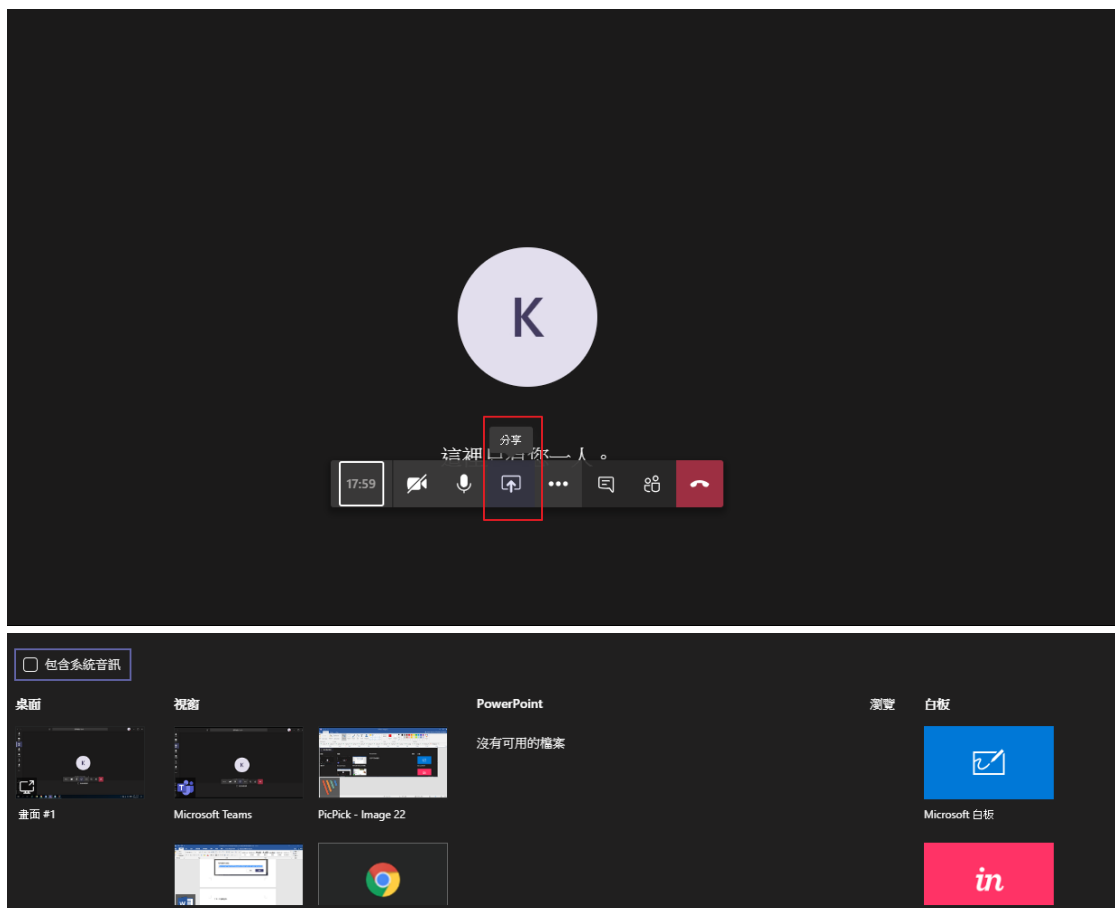 K
分享
這裡只有你一人。
17:59
包含系統音訊
桌面
視窗
PowerPoint
瀏覽
白板
沒有可用的檔案
畫面 #1
Microsoft Teams
PicPick - Image 22
Microsoft 白板
in